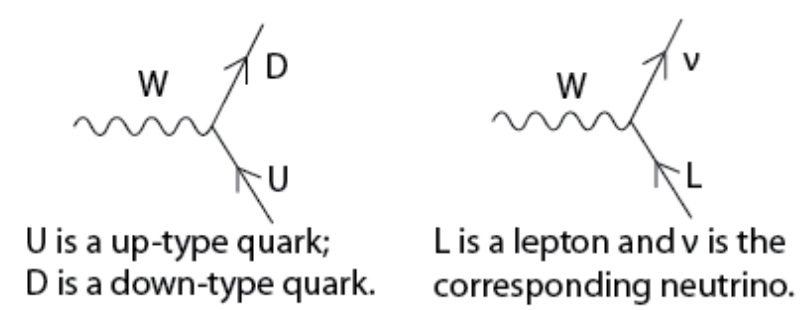 W
D
U
U is a up-type quark;
D is a down-type quark.
W
ν
L
L is a lepton and ν is the
corresponding neutrino.